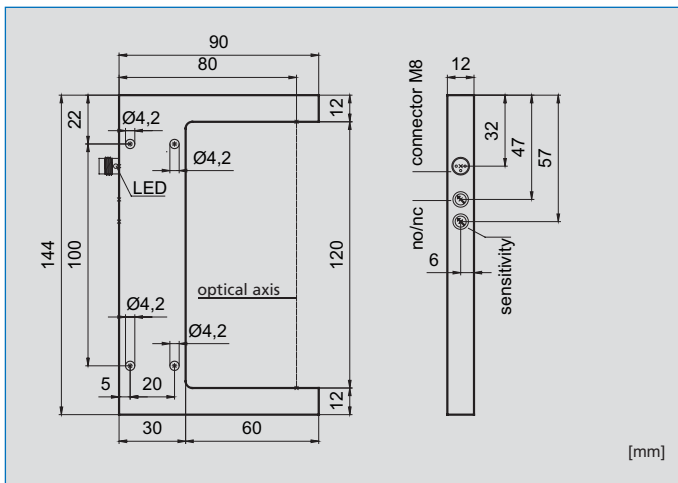 90
80
12
connector M8
12
22
Ø4,2
32
47
57
Ø4,2
LED
no/nc
144
100
120
6
sensitivity
optical axis
Ø4,2
Ø4,2
5
20
12
30
60
[mm]